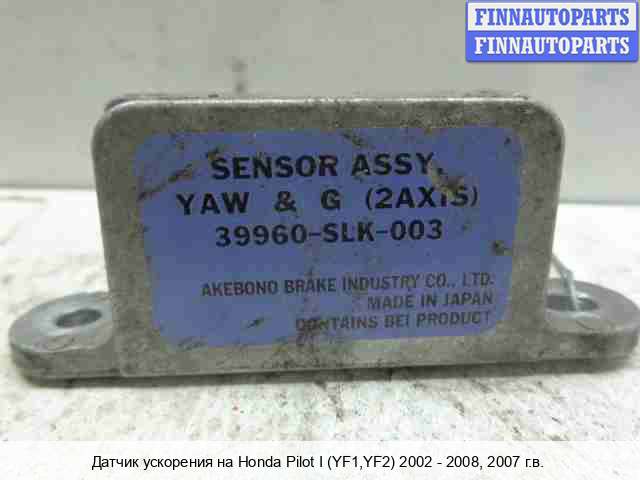 FINNAUTOPARTS
FINNAUTOPARTS
SENSOR ASSY,
YAW & G (2AXIS)
39960-SLK-003
AKEBONO BRAKE INDUSTRY CO., LTD.
MADE IN JAPAN
CONTAINS BEI PRODUCT
Датчик ускорения на Honda Pilot I (YF1,YF2) 2002 - 2008, 2007 г.в.